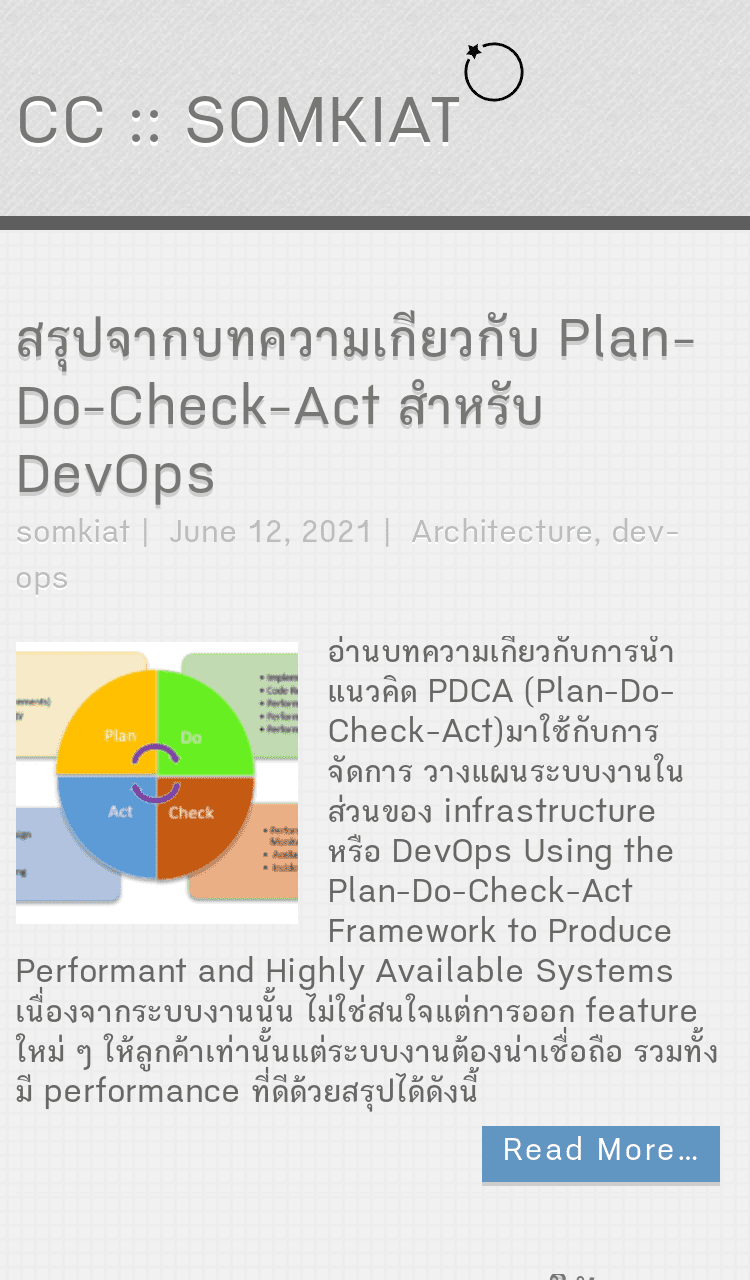 CC :: SOMKIAT
สรุปจากบทความเกี่ยวกับ Plan-
Do-Check-Act สำหรับ
DevOps
somkiat | June 12, 2021 | Architecture, dev-
ops
Plan
Do
Act
Check
อ่านบทความเกี่ยวกับการนำ
แนวคิด PDCA (Plan-Do-
Check-Act)มาใช้กับการ
จัดการ วางแผนระบบงานใน
ส่วนของ infrastructure
หรือ DevOps Using the
Plan-Do-Check-Act
Framework to Produce
Performant and Highly Available Systems
เนื่องจากระบบงานนั้น ไม่ใช่สนใจแต่การออก feature
ใหม่ ๆ ให้ลูกค้าเท่านั้นแต่ระบบงานต้องน่าเชื่อถือ รวมทั้ง
มี performance ที่ดีด้วยสรุปได้ดังนี้
Read More...